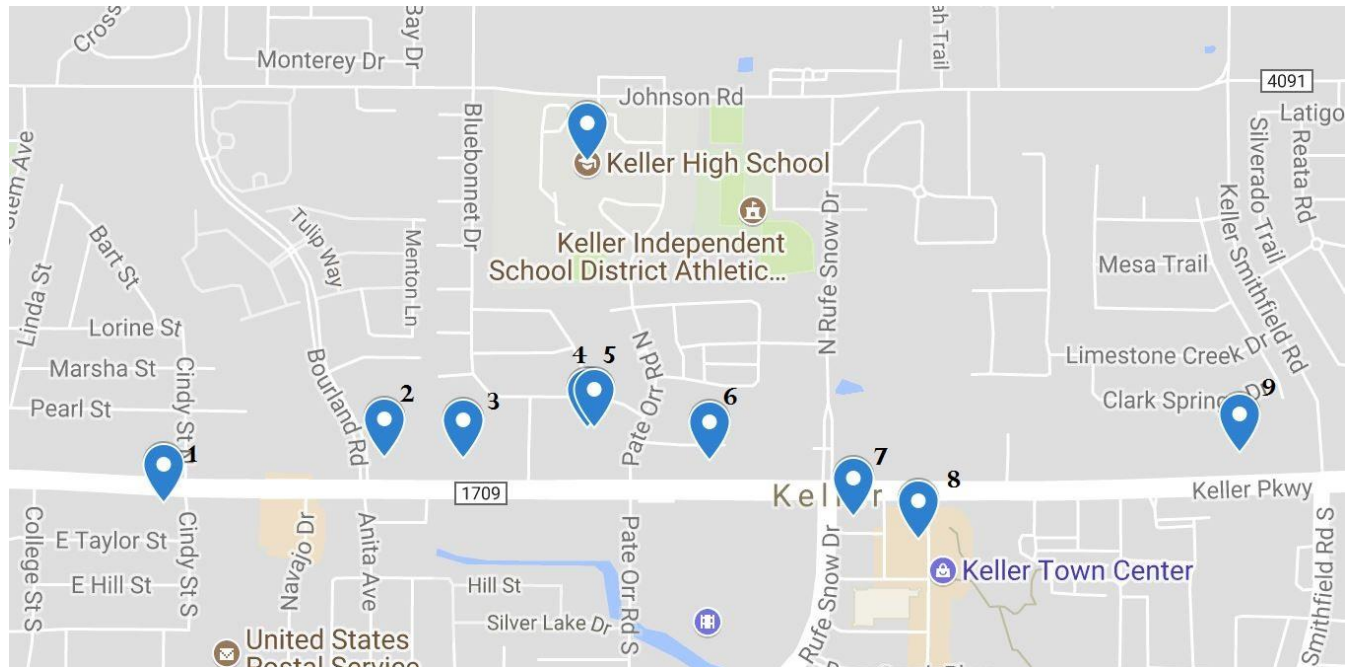 Cross
Bay Dr
Monterey Dr
ah Trail
4091
Johnson Rd
Latigo
Stem Ave
Bluebonnet Dr
Keller High School
Silverado Trail
Reata Rd
Keller Smithfield Rd
Bart St
Tulip Way
Menton Ln
Keller Independent
School District Athletic...
N Rufe Snow Dr
Mesa Trail
Linda St
Lorine St
Marsha St
Pearl St
Cindy St N
Bourland Rd
N Rd
Pate Orr Rd
Limestone Creek Dr
Clark Springs Dr
1
2
3
4
5
6
7
8
9
1709
Keller
Keller Pkwy
College St S
E Taylor St
E Hill St
Cindy St S
Navajo Dr
Anita Ave
Hill St
Silver Lake Dr
Pate Orr Rd S
Rufe Snow Dr
Keller Town Center
Smithfield Rd S
United States
Postal Service